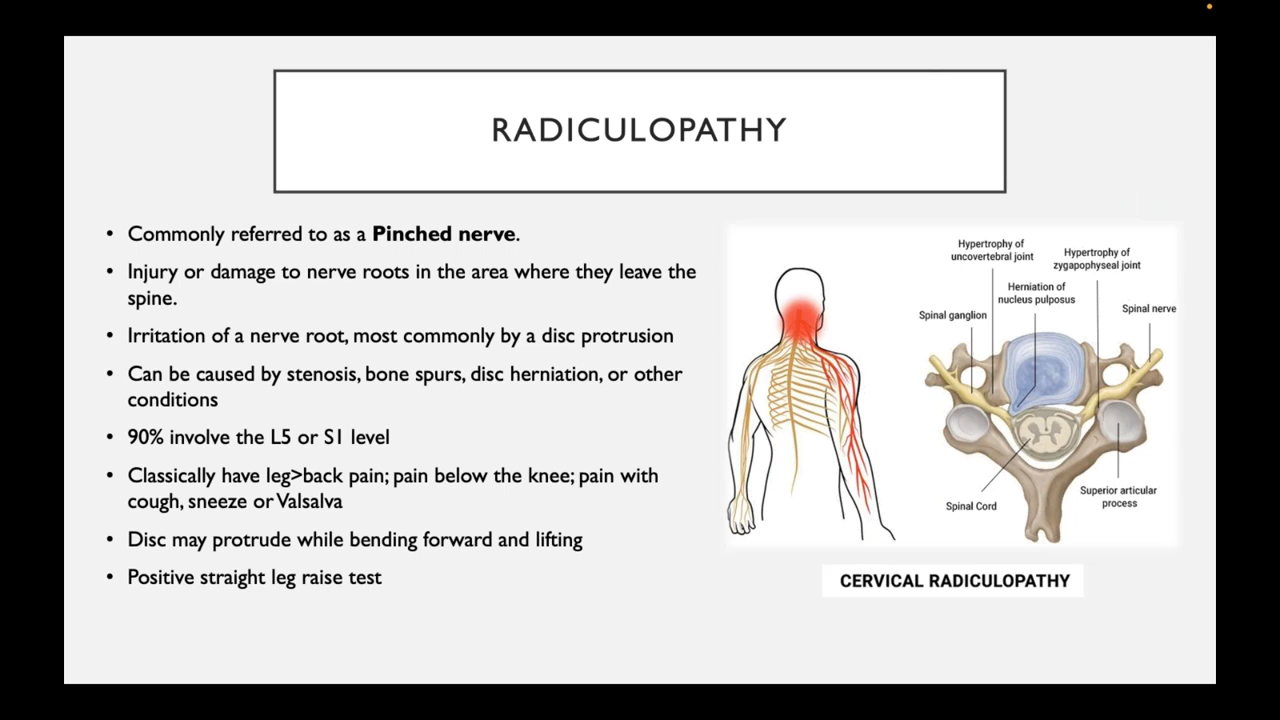 RADICULOPATHY
• Commonly referred to as a Pinched nerve.
• Injury or damage to nerve roots in the area where they leave the
spine.
• Irritation of a nerve root, most commonly by a disc protrusion
• Can be caused by stenosis, bone spurs, disc herniation, or other
conditions
• 90% involve the L5 or S1 level
• Classically have leg>back pain; pain below the knee; pain with
cough, sneeze or Valsalva
• Disc may protrude while bending forward and lifting
• Positive straight leg raise test
Hypertrophy of
uncovertebral joint
Hypertrophy of
zygapophyseal joint
Herniation of
nucleus pulposus
Spinal ganglion
Spinal nerve
Spinal Cord
Superior articular
process
CERVICAL RADICULOPATHY